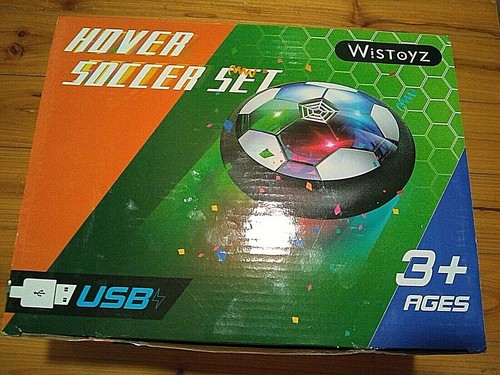 HOVER
SOCCER SET
WisToyz
3+
AGES
USB